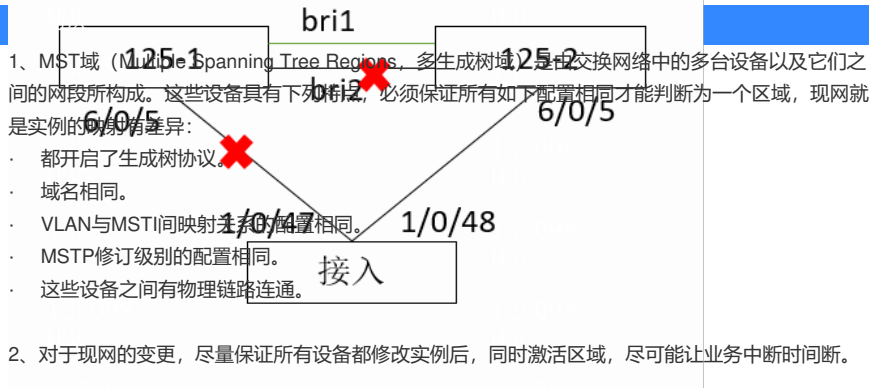 bri1
125-1
125-2
1、MST域（Multiple Spanning Tree Regions，多生成树域）是由交换网络中的多台设备以及它们之
bri2
间的网段所构成。这些设备具有下列特点，必须保证所有如下配置相同才能判断为一个区域，现网就
6/0/5
6/0/5
是实例的映射有差异：
· 都开启了生成树协议。
· 域名相同。
1/0/47
1/0/48
· VLAN与MSTI间映射关系的配置相同。
· MSTP修订级别的配置相同。
接入
· 这些设备之间有物理链路连通。
2、对于现网的变更，尽量保证所有设备都修改实例后，同时激活区域，尽可能让业务中断时间断。